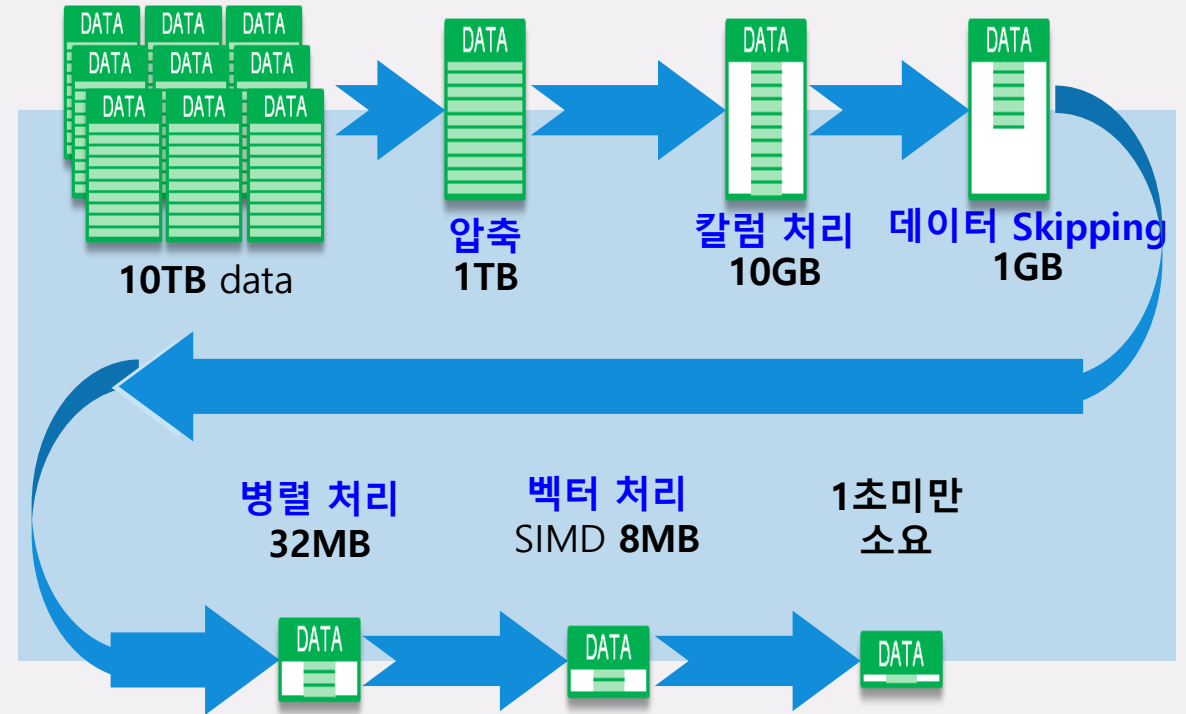 DATA DATA DATA
DATA DATA DATA
DATA DATA DATA
DATA
DATA
DATA
10TB data
압축
1TB
칼럼 처리
10GB
데이터 Skipping
1GB
병렬 처리
32MB
벡터 처리
SIMD 8MB
1초미만
소요
DATA
DATA
DATA